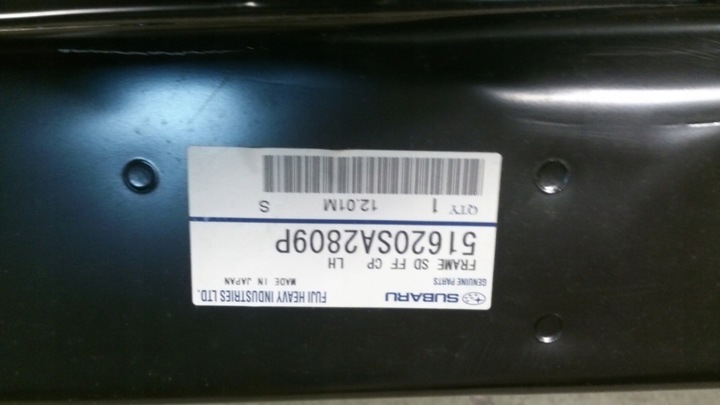 SUBARU FUJI HEAVY INDUSTRIES LTD.
GENUINE PARTS MADE IN JAPAN
FRAME SD FF CP LH
51620SA2809P
QTY 1 12.01M S